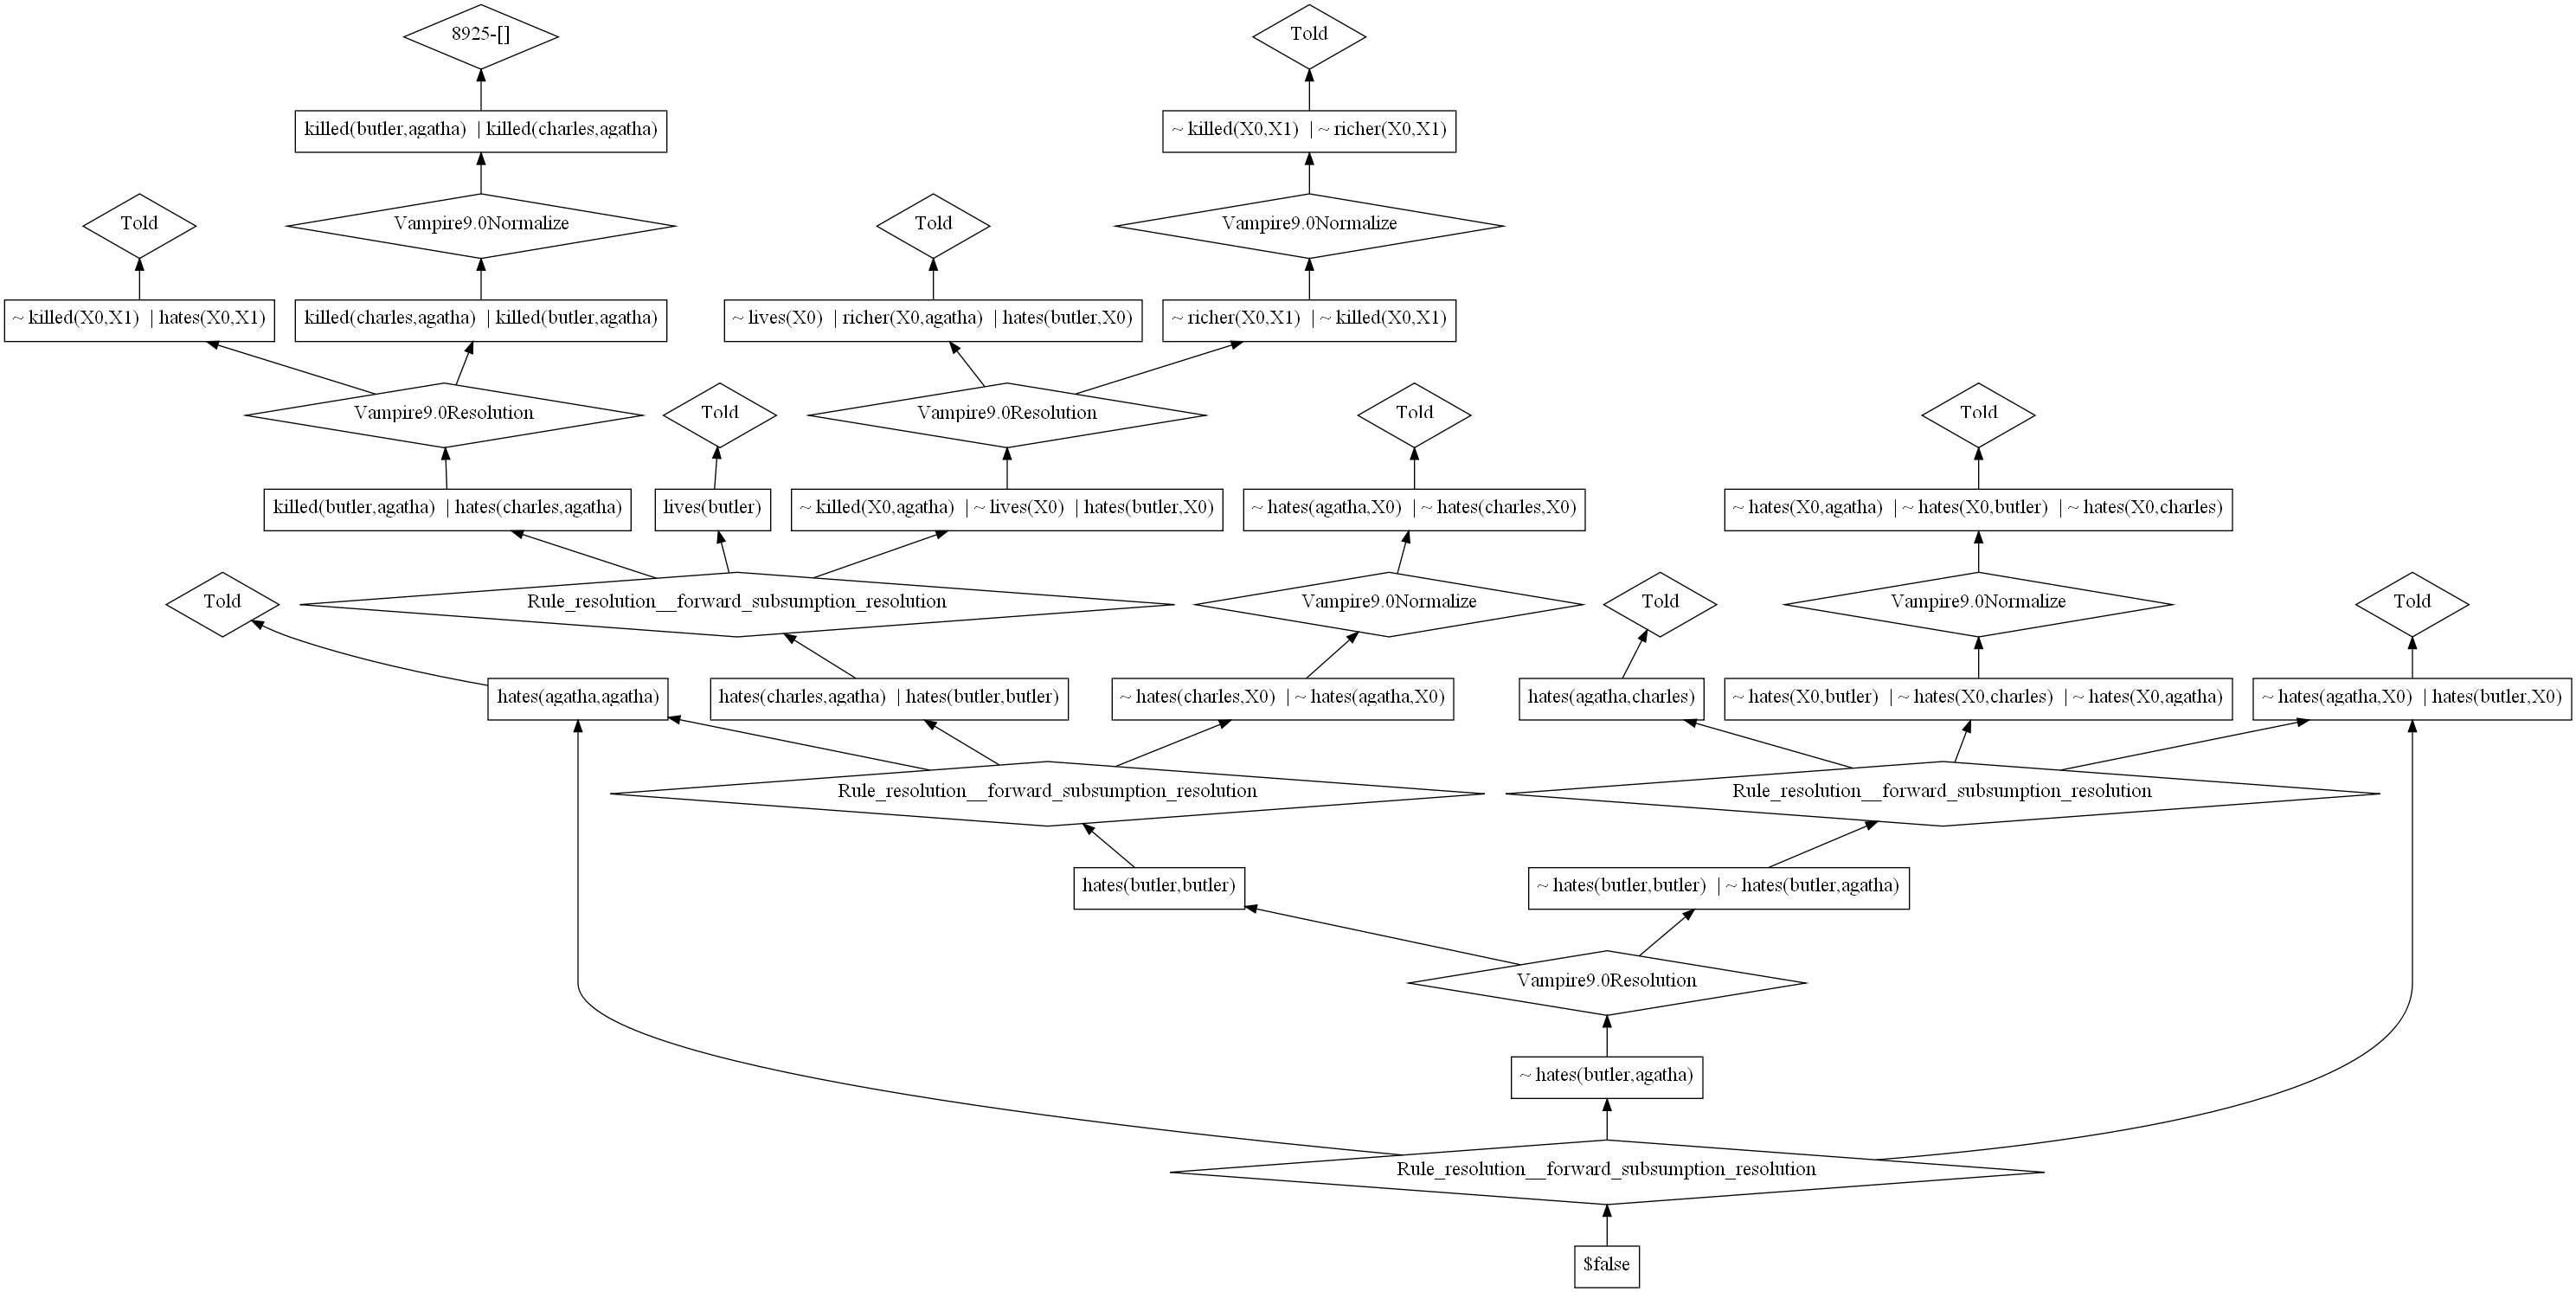 8925-[]
Told
killed(butler,agatha) | killed(charles,agatha)
~ killed(X0,X1) | ~ richer(X0,X1)
Told
Vampire9.0Normalize
Told
Vampire9.0Normalize
~ killed(X0,X1) | hates(X0,X1)
killed(charles,agatha) | killed(butler,agatha)
~ lives(X0) | richer(X0,agatha) | hates(butler,X0)
~ richer(X0,X1) | ~ killed(X0,X1)
Vampire9.0Resolution
Told
Vampire9.0Resolution
Told
Told
killed(butler,agatha) | hates(charles,agatha)
lives(butler)
~ killed(X0,agatha) | ~ lives(X0) | hates(butler,X0)
~ hates(agatha,X0) | ~ hates(charles,X0)
~ hates(X0,agatha) | ~ hates(X0,butler) | ~ hates(X0,charles)
Told
Rule_resolution__forward_subsumption_resolution
Vampire9.0Normalize
Told
Vampire9.0Normalize
Told
hates(agatha,agatha)
hates(charles,agatha) | hates(butler,butler)
~ hates(charles,X0) | ~ hates(agatha,X0)
hates(agatha,charles)
~ hates(X0,butler) | ~ hates(X0,charles) | ~ hates(X0,agatha)
~ hates(agatha,X0) | hates(butler,X0)
Rule_resolution__forward_subsumption_resolution
Rule_resolution__forward_subsumption_resolution
hates(butler,butler)
~ hates(butler,butler) | ~ hates(butler,agatha)
Vampire9.0Resolution
~ hates(butler,agatha)
Rule_resolution__forward_subsumption_resolution
$false